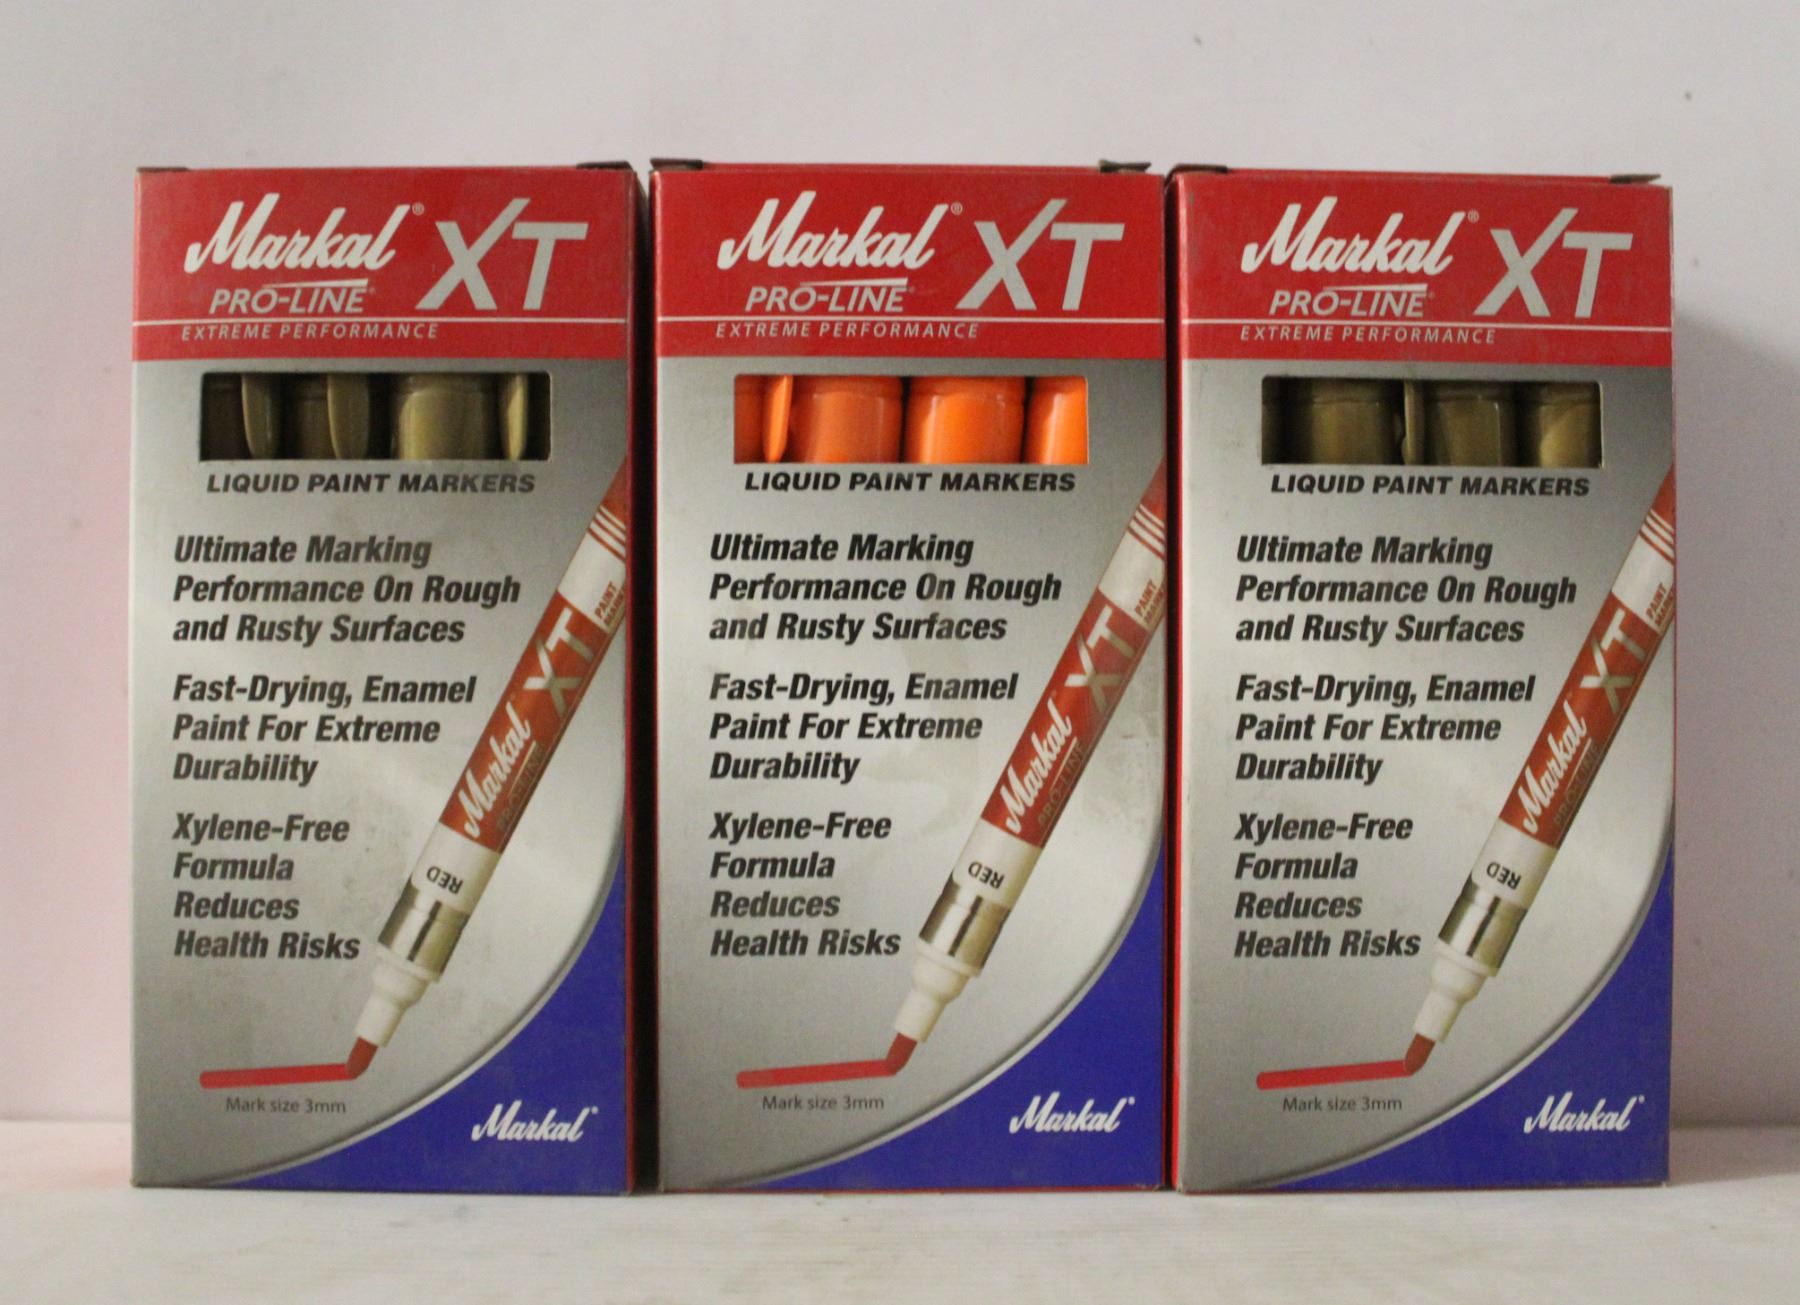 Markal® XT
PRO-LINE®
EXTREME PERFORMANCE
LIQUID PAINT MARKERS
Ultimate Marking
Performance On Rough
and Rusty Surfaces
Fast-Drying, Enamel
Paint For Extreme
Durability
Xylene-Free
Formula
Reduces
Health Risks
Markal XT PAINT
PRO-LINE
RED
Mark size 3mm
Markal®
Markal® XT
PRO-LINE®
EXTREME PERFORMANCE
LIQUID PAINT MARKERS
Ultimate Marking
Performance On Rough
and Rusty Surfaces
Fast-Drying, Enamel
Paint For Extreme
Durability
Xylene-Free
Formula
Reduces
Health Risks
Markal XT PAINT
PRO-LINE
RED
Mark size 3mm
Markal®
Markal® XT
PRO-LINE®
EXTREME PERFORMANCE
LIQUID PAINT MARKERS
Ultimate Marking
Performance On Rough
and Rusty Surfaces
Fast-Drying, Enamel
Paint For Extreme
Durability
Xylene-Free
Formula
Reduces
Health Risks
Markal XT PAINT
PRO-LINE
RED
Mark size 3mm
Markal®